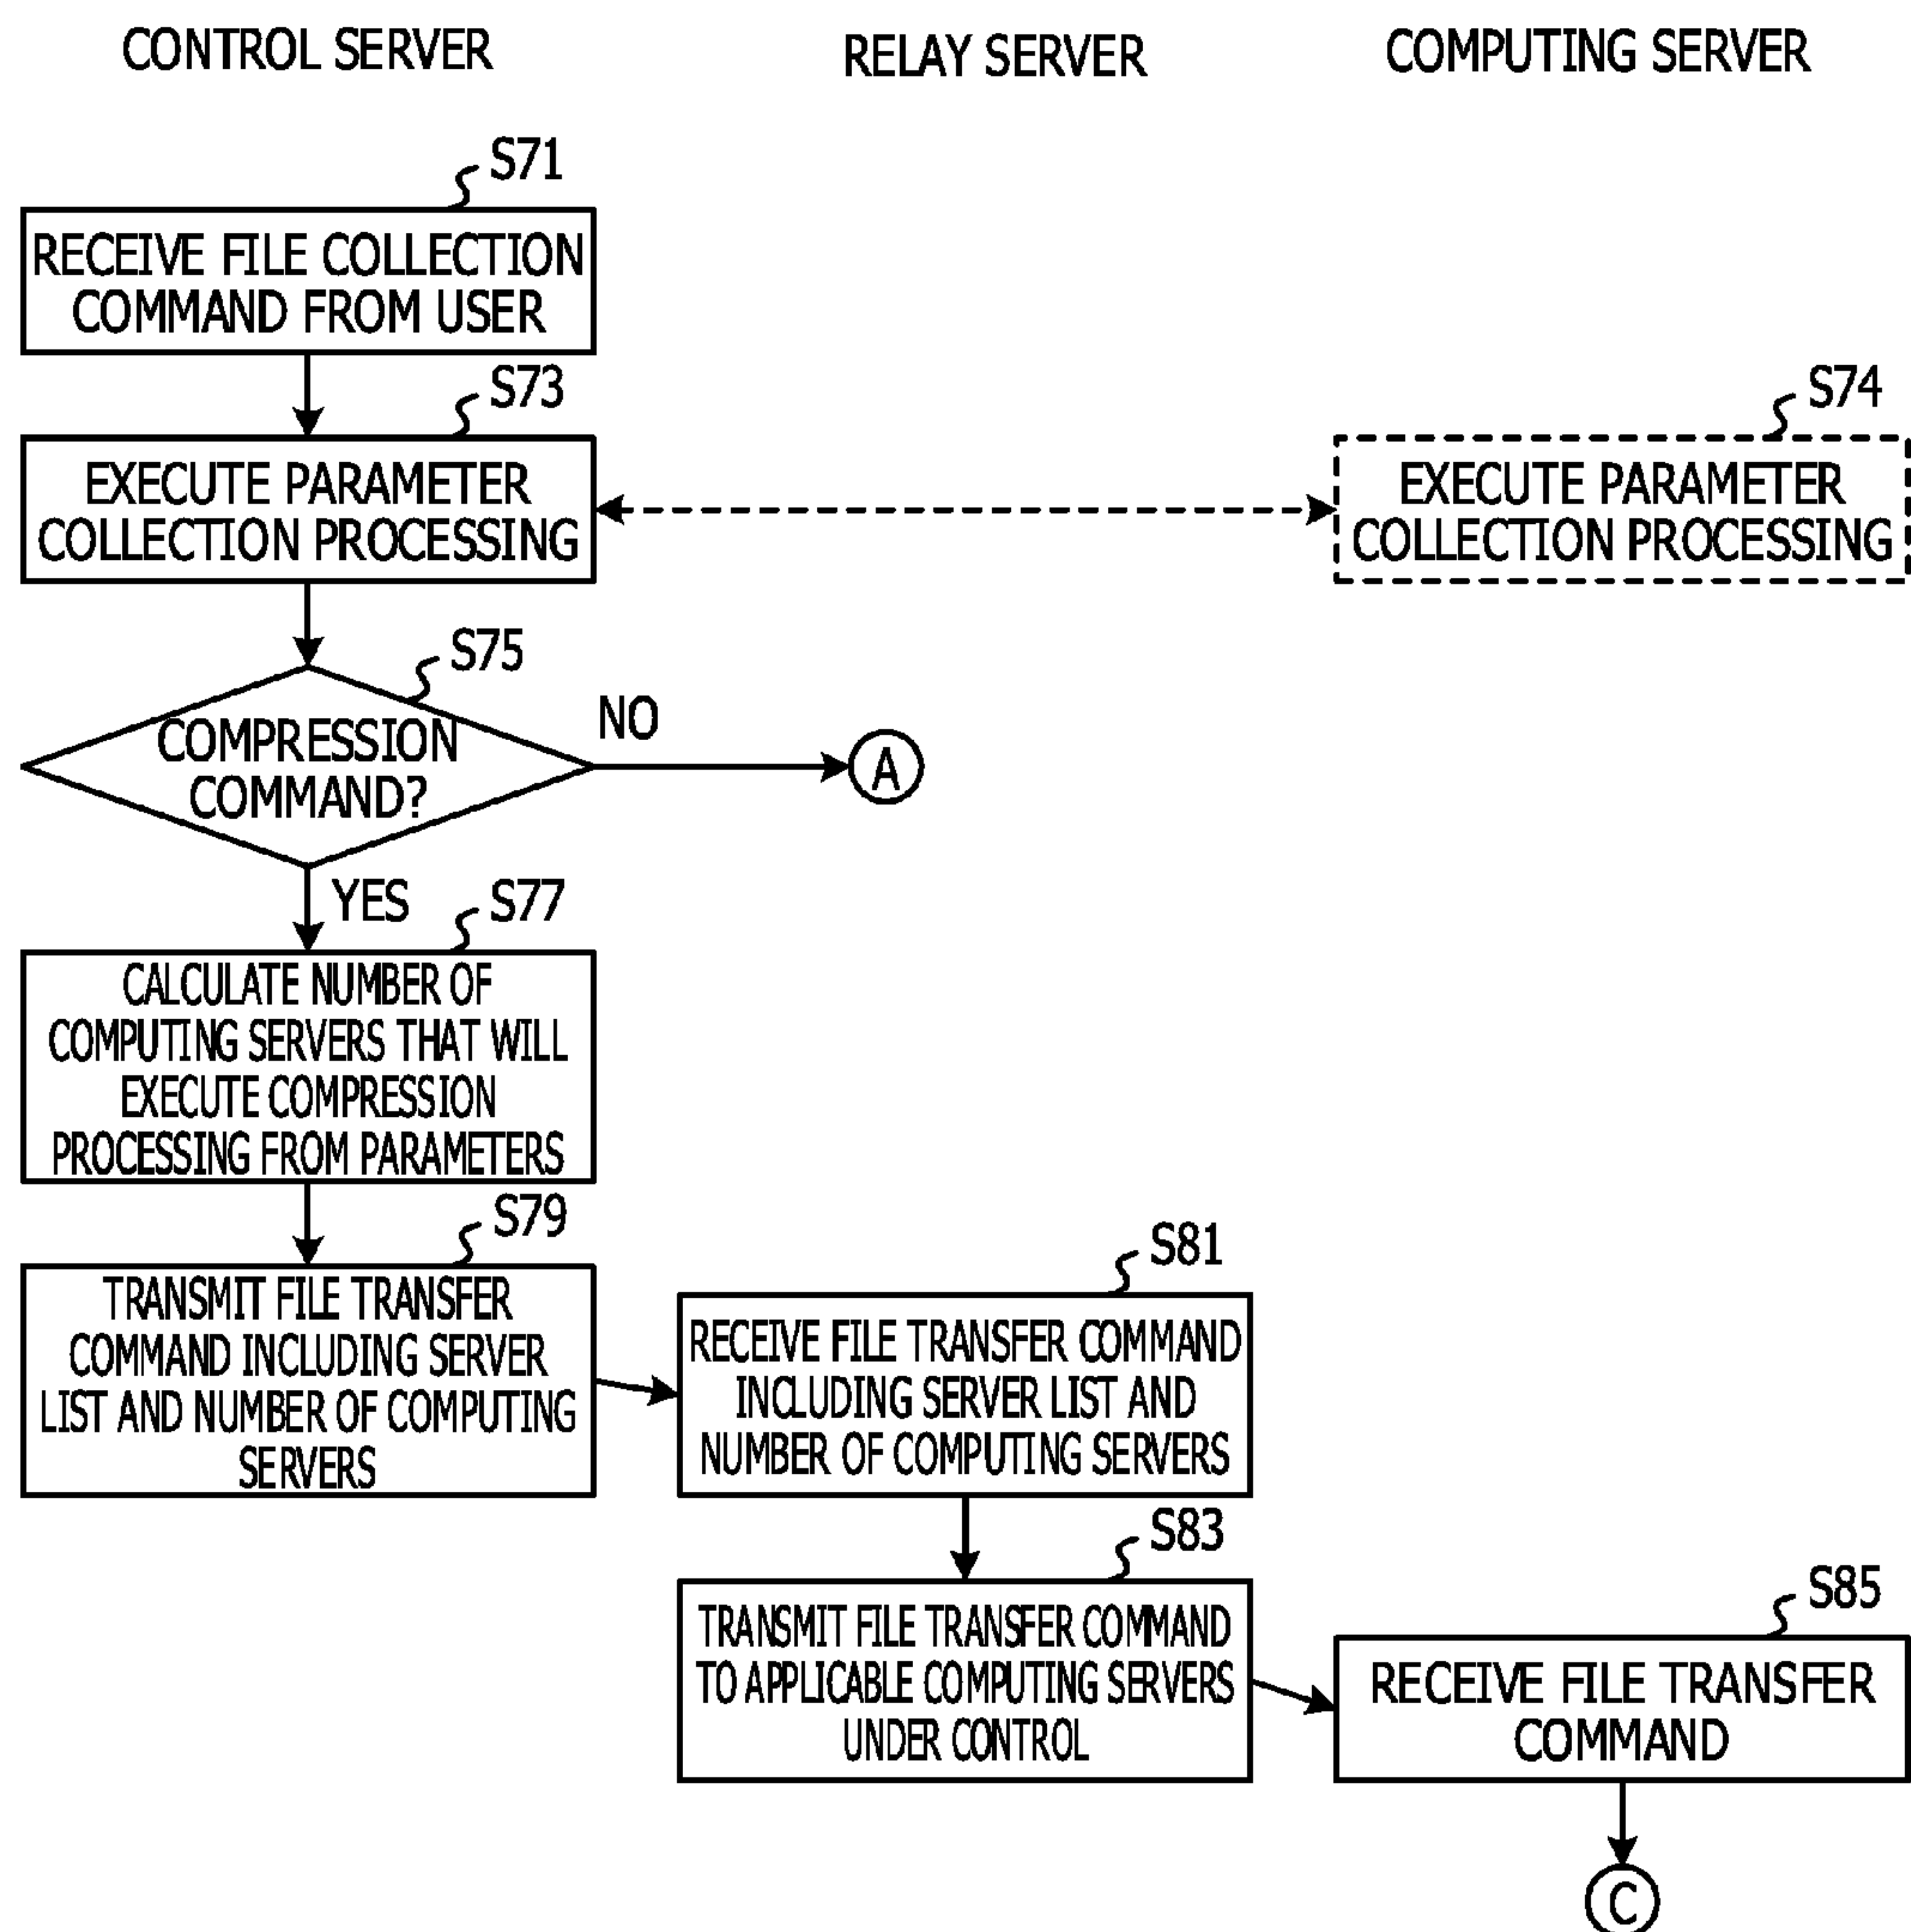 CONTROL SERVER
RELAY SERVER
COMPUTING SERVER
S71
RECEIVE FILE COLLECTION
COMMAND FROM USER
S73
EXECUTE PARAMETER
COLLECTION PROCESSING
S74
EXECUTE PARAMETER
COLLECTION PROCESSING
S75
COMPRESSION
COMMAND?
NO
A
YES
S77
CALCULATE NUMBER OF
COMPUTING SERVERS THAT WILL
EXECUTE COMPRESSION
PROCESSING FROM PARAMETERS
S79
TRANSMIT FILE TRANSFER
COMMAND INCLUDING SERVER
LIST AND NUMBER OF COMPUTING
SERVERS
S81
RECEIVE FILE TRANSFER COMMAND
INCLUDING SERVER LIST AND
NUMBER OF COMPUTING SERVERS
S83
TRANSMIT FILE TRANSFER COMMAND
TO APPLICABLE COMPUTING SERVERS
UNDER CONTROL
S85
RECEIVE FILE TRANSFER
COMMAND
C